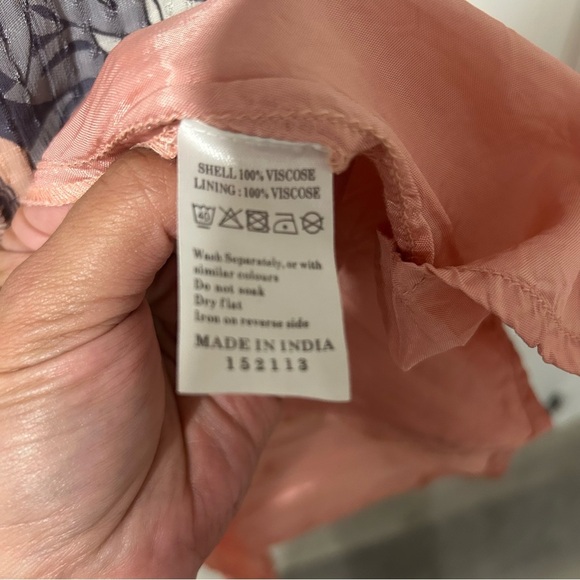 SHELL 100% VISCOSE
LINING : 100% VISCOSE
40
Wash Separately, or with
similar colours
Do not soak
Dry flat
Iron on reverse side
MADE IN INDIA
152113